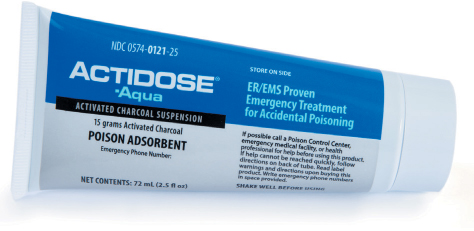 NDC 0574-0121-25
ACTIDOSE®
-Aqua
ACTIVATED CHARCOAL SUSPENSION
15 grams Activated Charcoal
POISON ADSORBENT
Emergency Phone Number:
NET CONTENTS: 72 mL (2.5 fl oz)
STORE ON SIDE
ER/EMS Proven
Emergency Treatment
for Accidental Poisoning
If possible call a Poison Control Center,
emergency medical facility, or health
professional for help before using this product.
If help cannot be reached quickly, follow
directions on back of tube. Read label
warnings and directions upon buying this
product. Write emergency phone numbers
in space provided.
SHAKE WELL BEFORE USING